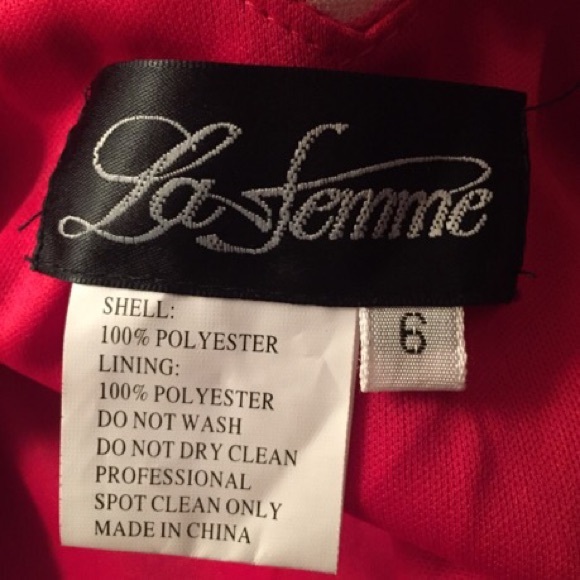 La Femme
6
SHELL:
100% POLYESTER
LINING:
100% POLYESTER
DO NOT WASH
DO NOT DRY CLEAN
PROFESSIONAL
SPOT CLEAN ONLY
MADE IN CHINA